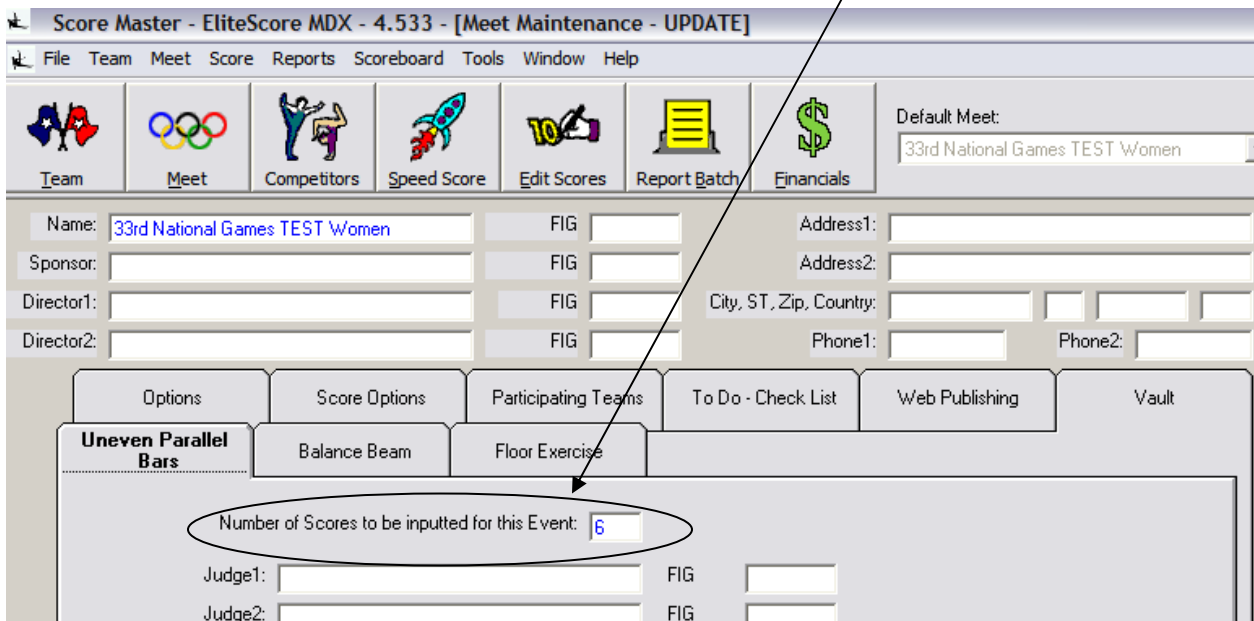 Score Master - EliteScore MDX - 4.533 - [Meet Maintenance - UPDATE]
File Team Meet Score Reports Scoreboard Tools Window Help
Team Meet Competitors Speed Score Edit Scores Report Batch Financials
Default Meet:
33rd National Games TEST Women
Name: 33rd National Games TEST Women FIG Address1:
Sponsor: FIG Address2:
Director1: FIG City, ST, Zip, Country:
Director2: FIG Phone1: Phone2:
Options Score Options Participating Teams To Do - Check List Web Publishing Vault
Uneven Parallel Bars Balance Beam Floor Exercise
Number of Scores to be inputted for this Event: 6
Judge1: FIG
Judge2: FIG